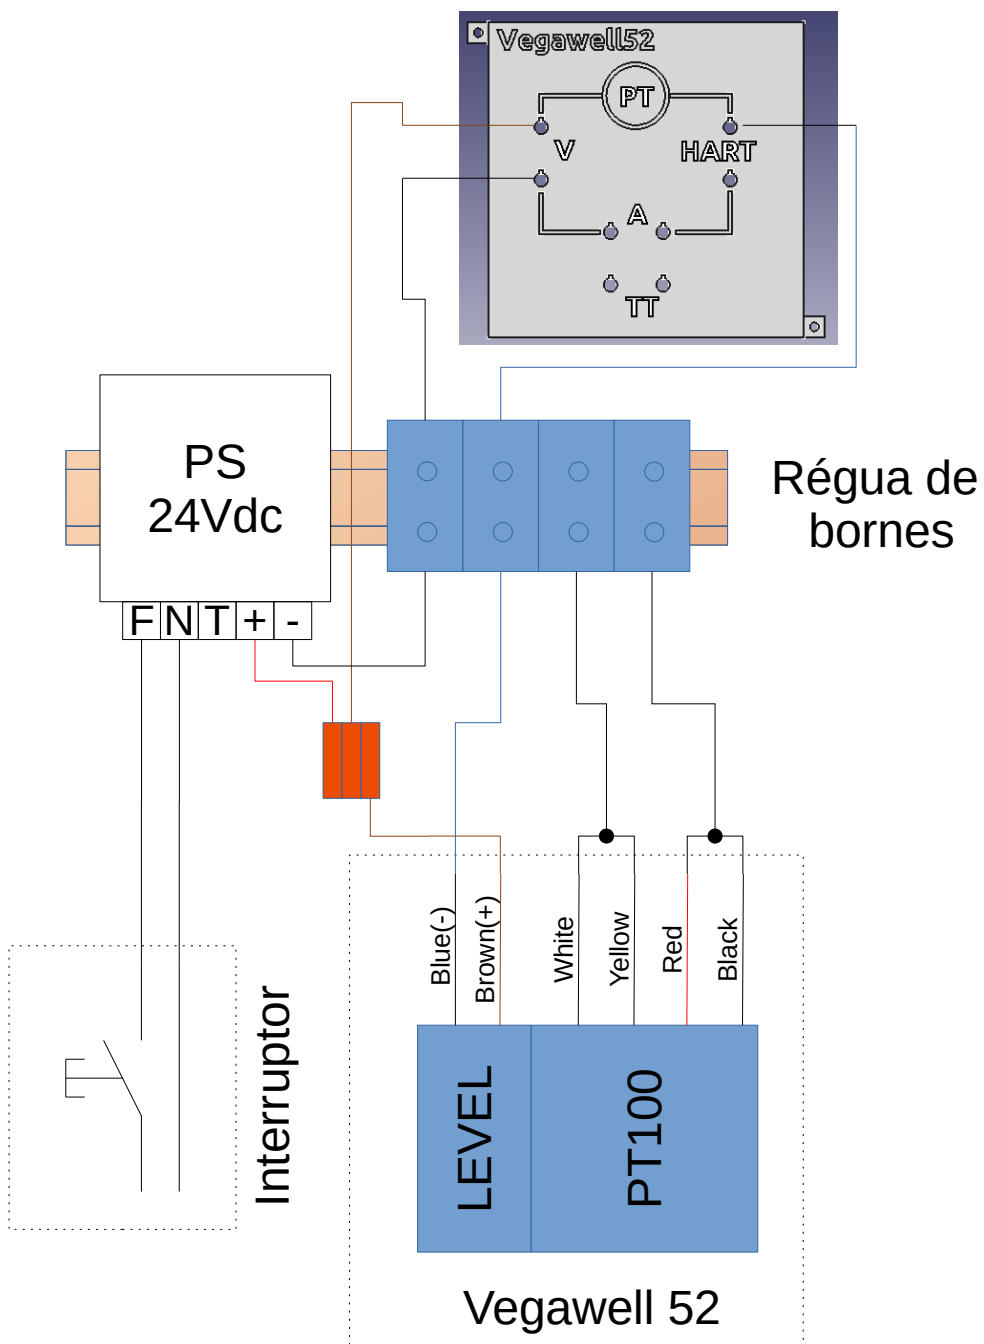 Vegawell52
PT
V
HART
A
TT
PS
24Vdc
Régua de
bornes
F N T + -
Blue(-)
Brown(+)
White
Yellow
Red
Black
Interruptor
LEVEL
PT100
Vegawell 52